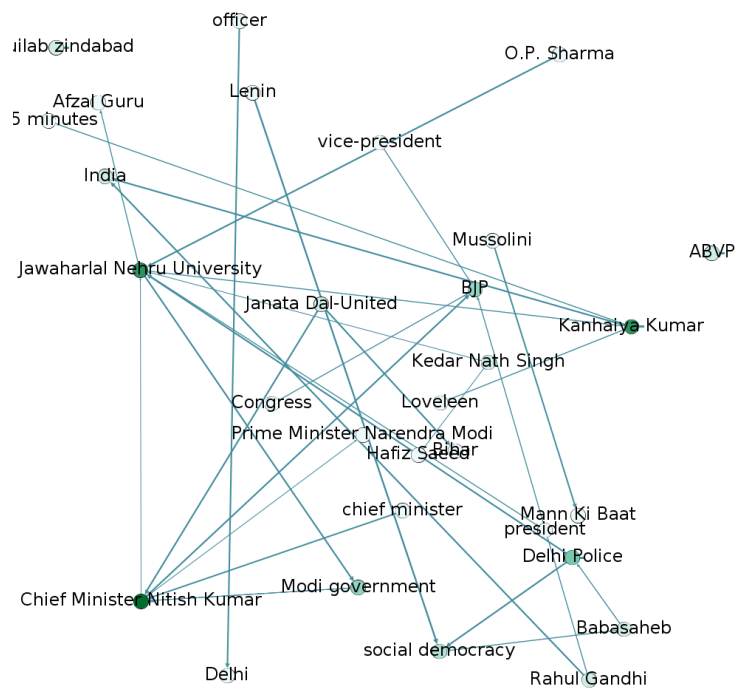 officer
zindabad
O.P. Sharma
Lenin
Afzal Guru
5 minutes
vice-president
India
Mussolini
ABVP
Jawaharlal Nehru University
BJP
Janata Dal-United
Kanhaiya Kumar
Kedar Nath Singh
Congress
Loveleen
Prime Minister Narendra Modi
Bihar
Hafiz Saeed
chief minister
Mann Ki Baat
president
Delhi Police
Modi government
Chief Minister Nitish Kumar
Babasaheb
social democracy
Delhi
Rahul Gandhi